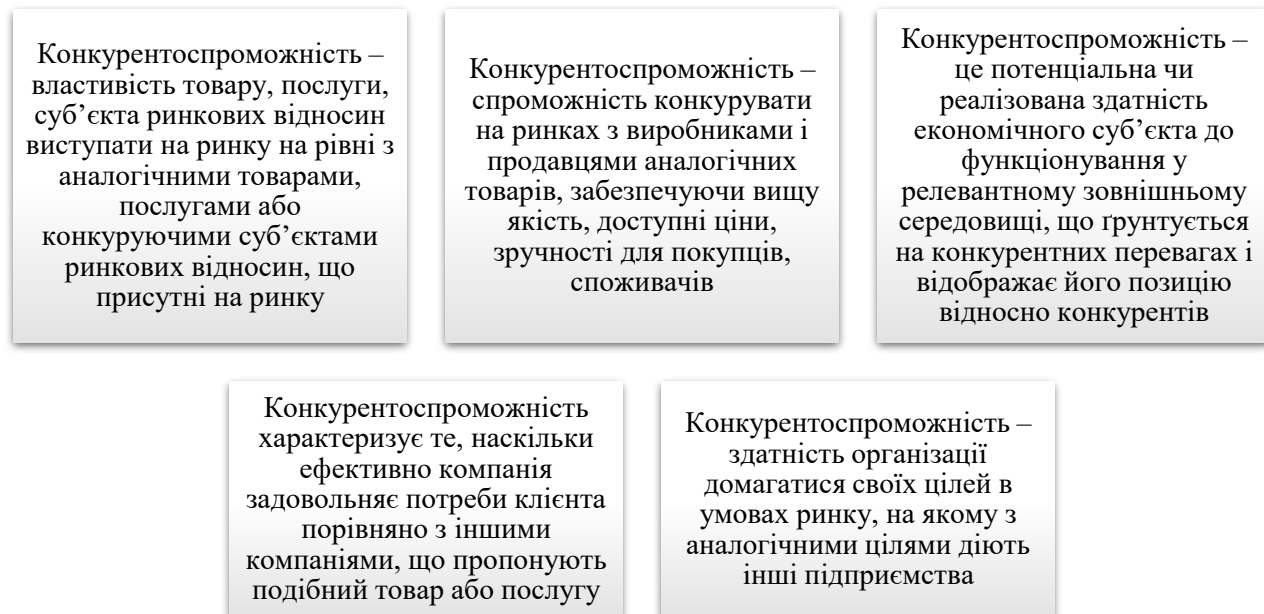 Конкурентоспроможність –
властивість товару, послуги,
суб’єкта ринкових відносин
виступати на ринку на рівні з
аналогічними товарами,
послугами або
конкуруючими суб’єктами
ринкових відносин, що
присутні на ринку
Конкурентоспроможність –
спроможність конкурувати
на ринках з виробниками і
продавцями аналогічних
товарів, забезпечуючи вищу
якість, доступні ціни,
зручності для покупців,
споживачів
Конкурентоспроможність –
це потенціальна чи
реалізована здатність
економічного суб’єкта до
функціонування у
релевантному зовнішньому
середовищі, що ґрунтується
на конкурентних перевагах і
відображає його позицію
відносно конкурентів
Конкурентоспроможність
характеризує те, наскільки
ефективно компанія
задовольняє потреби клієнта
порівняно з іншими
компаніями, що пропонують
подібний товар або послугу
Конкурентоспроможність –
здатність організації
домагатися своїх цілей в
умовах ринку, на якому з
аналогічними цілями діють
інші підприємства